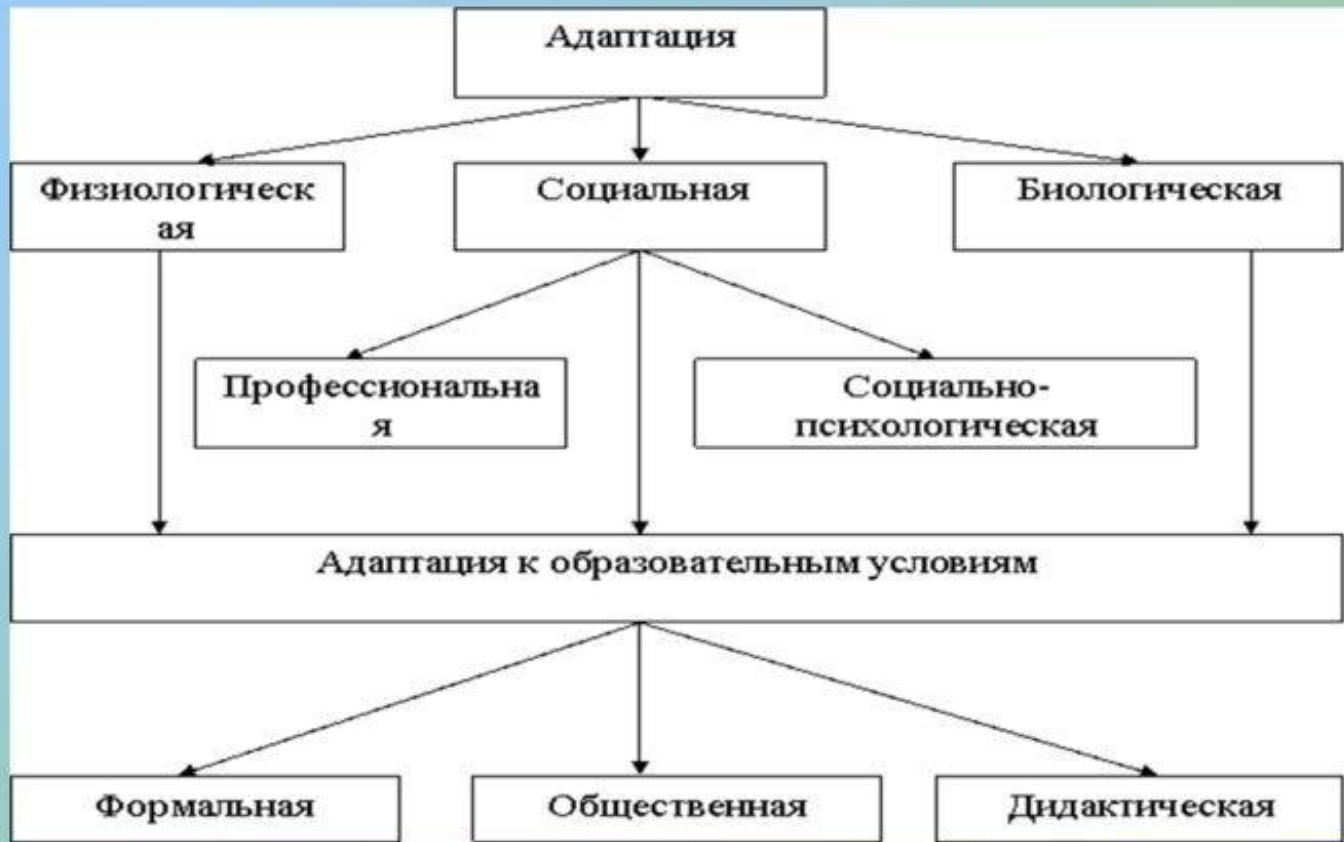 Адаптация
Физиологическ
ая
Социальная
Биологическая
Профессиональна
я
Социально-
психологическая
Адаптация к образовательным условиям
Формальная
Общественная
Дидактическая